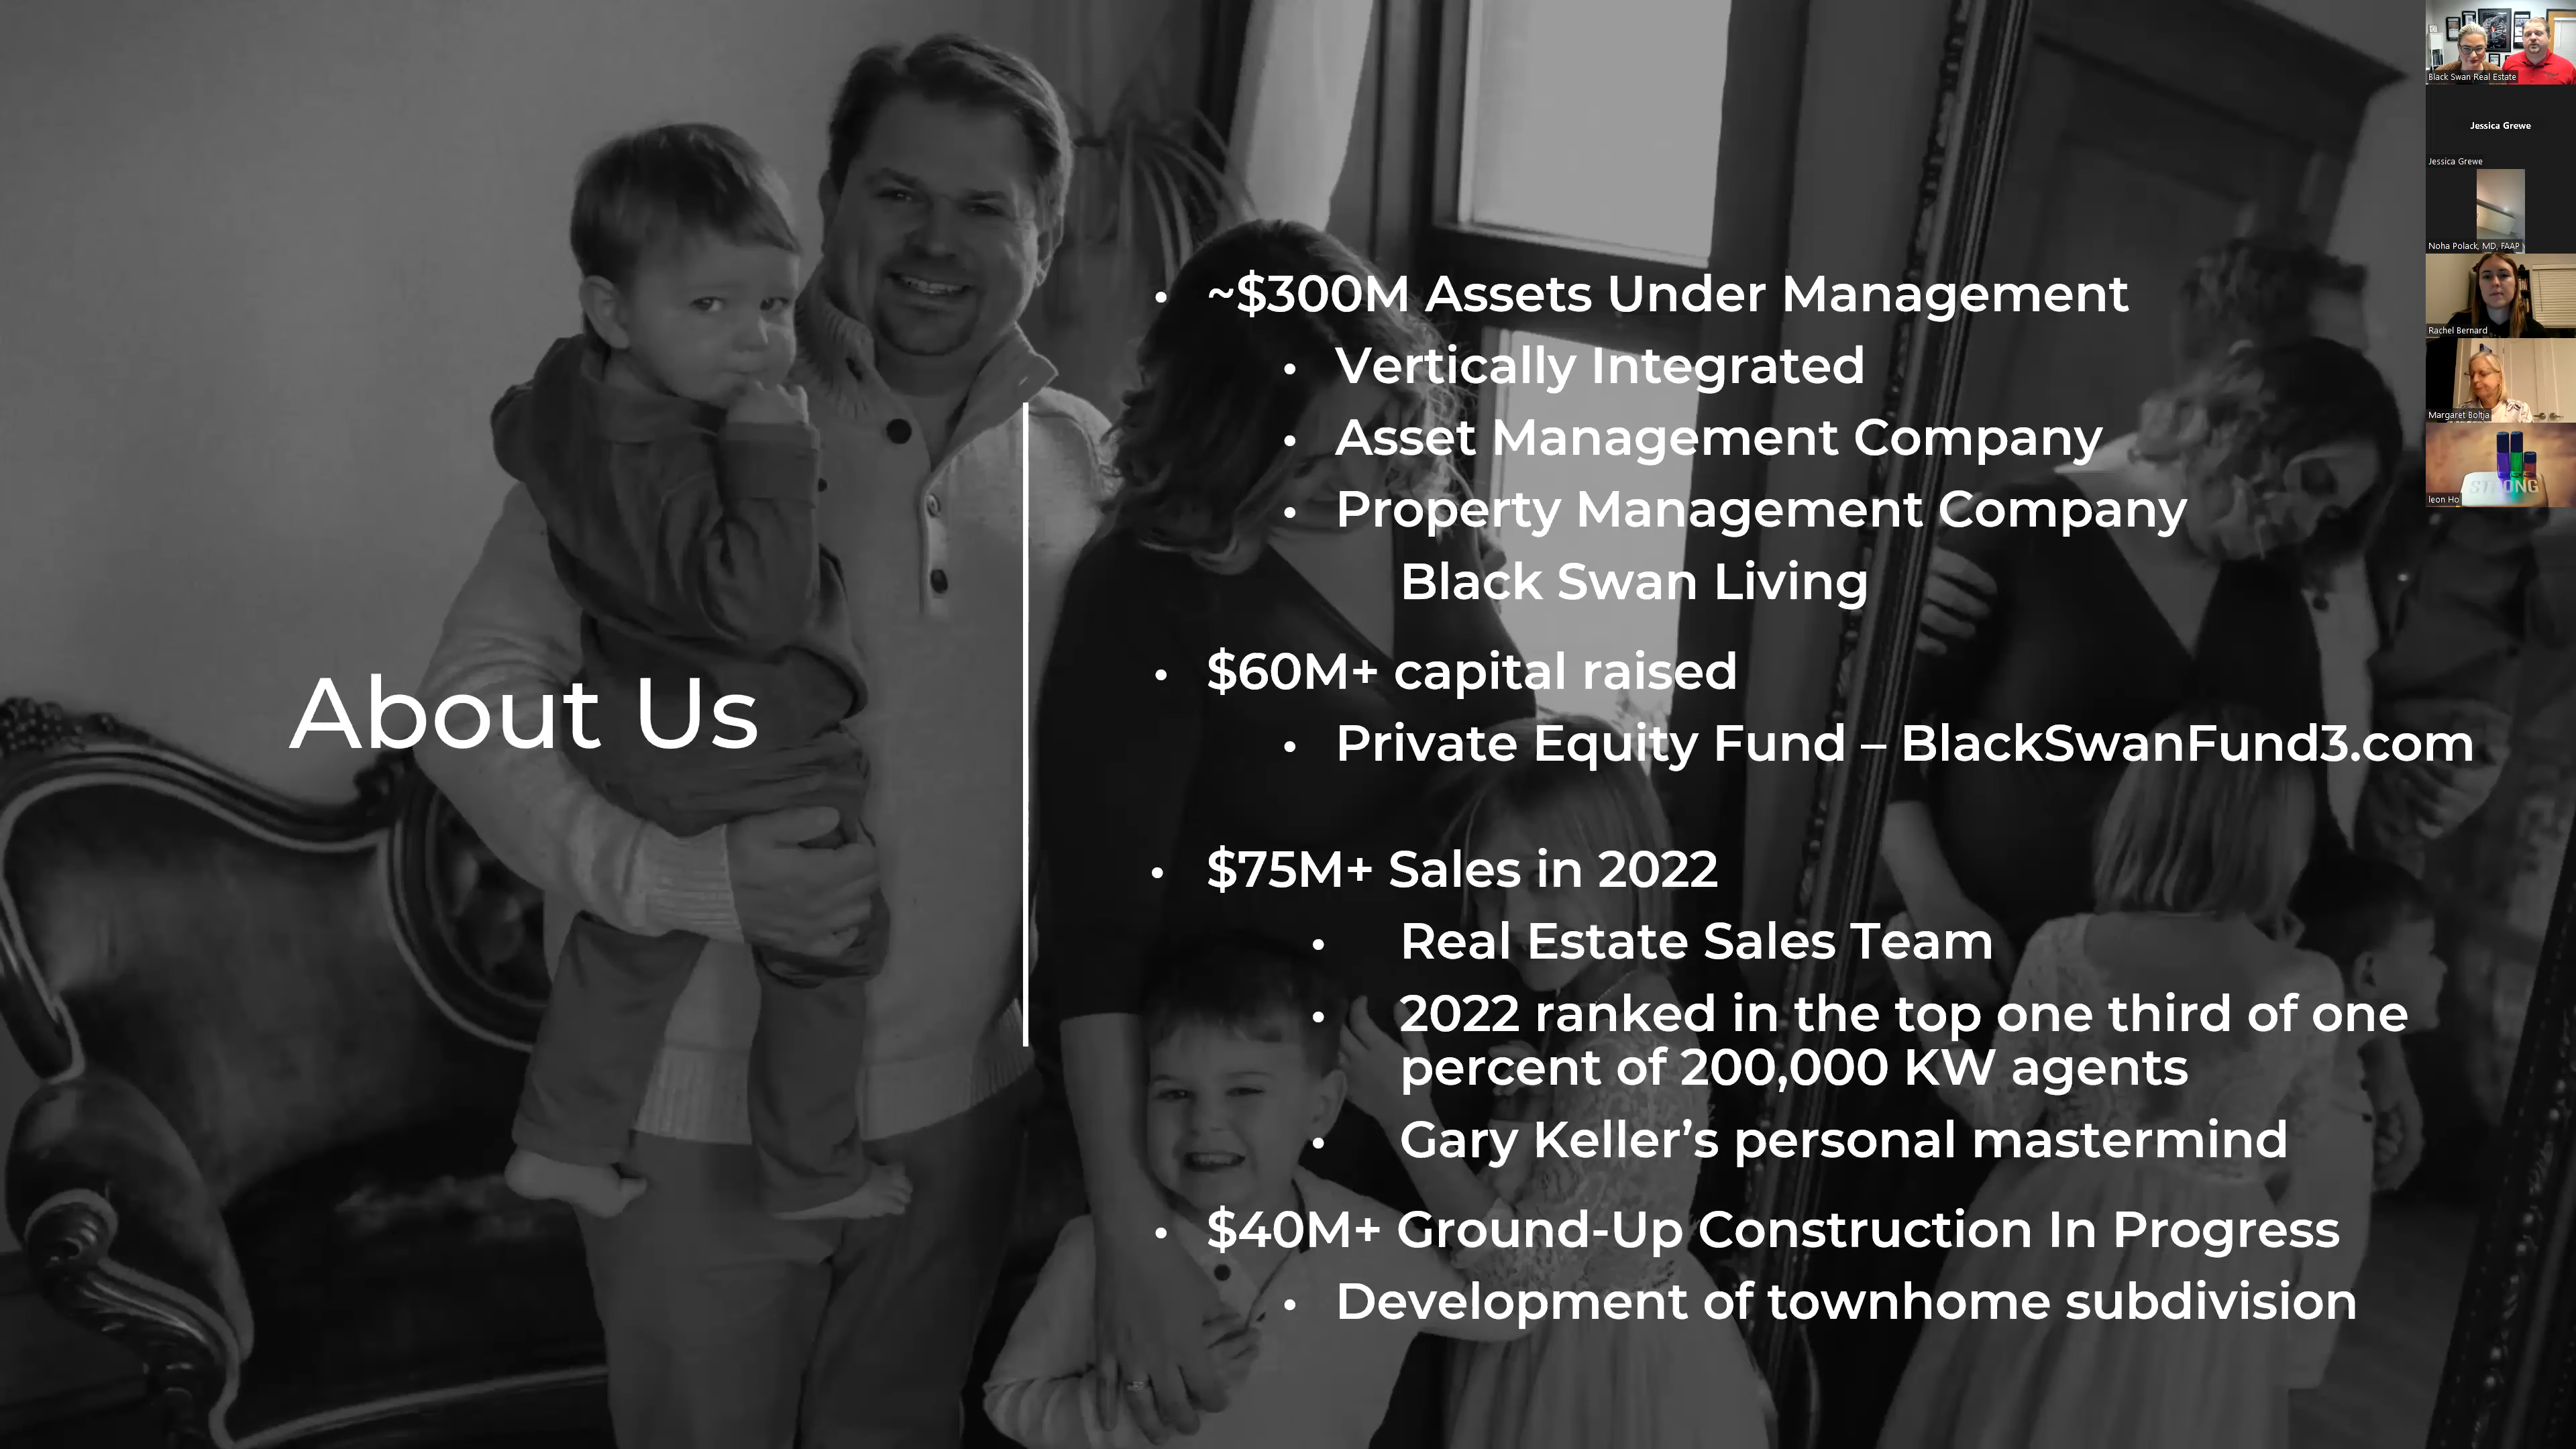 About Us
• ~$300M Assets Under Management
• Vertically Integrated
• Asset Management Company
• Property Management Company
Black Swan Living
• $60M+ capital raised
• Private Equity Fund – BlackSwanFund3.com
• $75M+ Sales in 2022
• Real Estate Sales Team
• 2022 ranked in the top one third of one
percent of 200,000 KW agents
• Gary Keller’s personal mastermind
• $40M+ Ground-Up Construction In Progress
• Development of townhome subdivision
Black Swan Real Estate
Jessica Grewe
Jessica Grewe
Noha Polack, MD, FAAP
Rachel Bernard
Margaret Boltja
STRONG
leon Ho